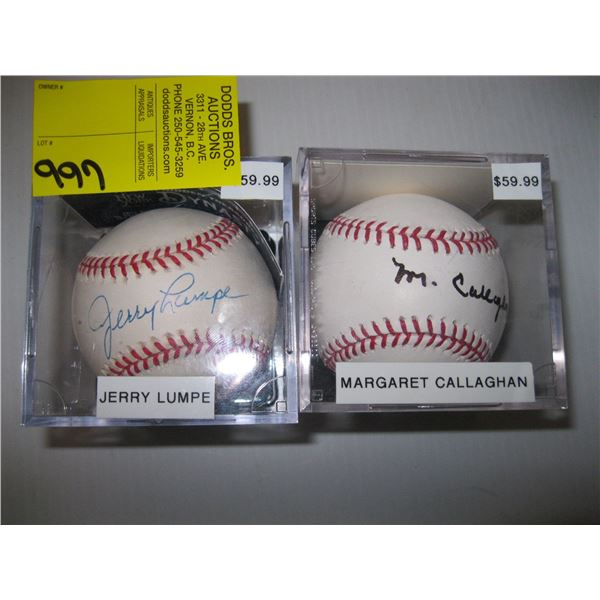 OWNER #
ANTIQUES
APPRAISALS
IMPORTERS
LIQUIDATIONS
DODDS BROS.
AUCTIONS
3311 - 28TH AVE.
VERNON, B.C.
PHONE 250-545-3259
doddsauctions.com
LOT #
997
59.99
$59.99
Jerry Lumpe
M. Callagh
JERRY LUMPE
MARGARET CALLAGHAN